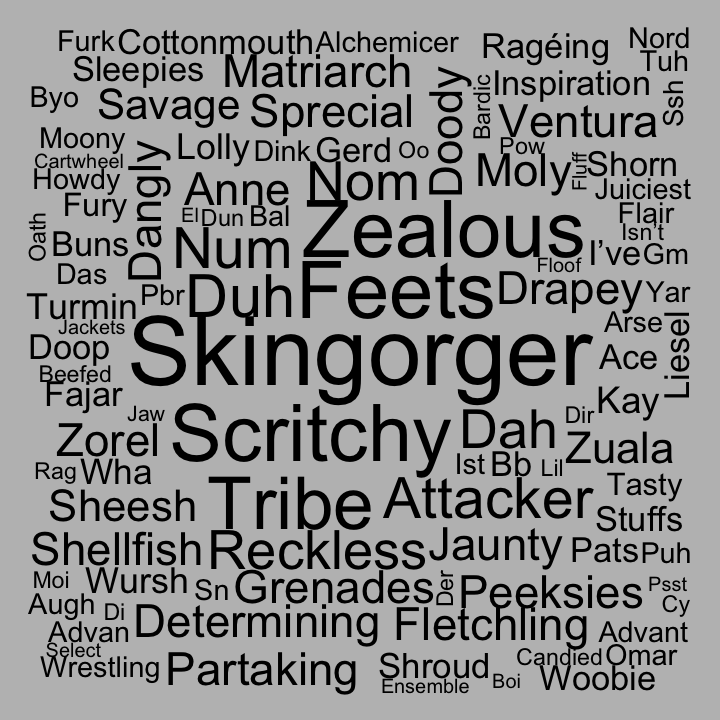 Furk Cottonmouth Alchemicer Ragéing Nord
Sleepies Matriarch Doody Bardic Inspiration Tuh
Byo Savage Sprecial Ventura Ssh
Moony Lolly Dink Gerd Oo Pow
Cartwheel Dangly Nom Moly Fluff Shorn
Howdy Anne Juiciest
Fury El Dun Bal Zealous Flair
Oath Buns Num Isn't
Das Floof I've Gm
Turmin Pbr Duh Feets Drapey Yar
Jackets Skingorger Arse
Doop Ace Liesel
Beefed
Fajar Jaw Kay
Zorel Scritchy Dah Dir Zuala
Rag Wha Ist Bb Lil
Sheesh Tribe Attacker Tasty
Stuffs
Shellfish Reckless Jaunty Pats Puh
Moi Wursh Sn Grenades Der Peeksies Psst
Augh Di Cy
Advan Determining Fletchling Advant
Select
Wrestling Partaking Shroud Candied Omar
Ensemble Boi Woobie